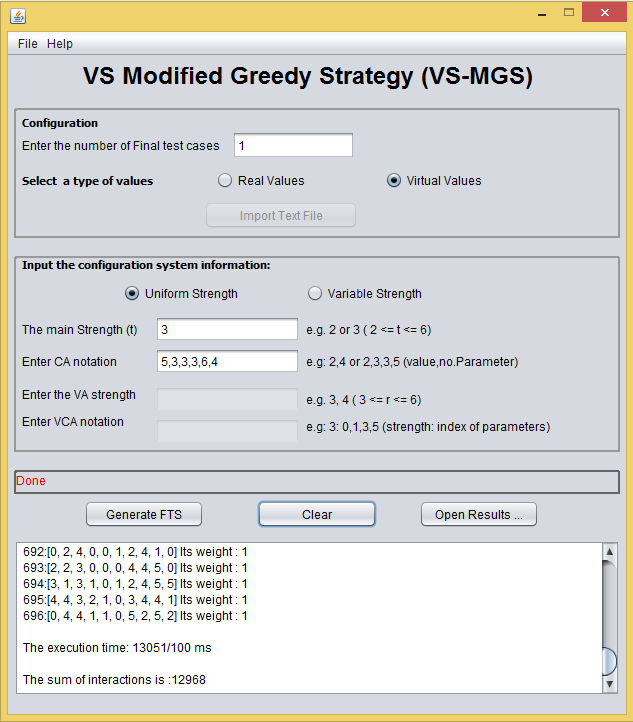 File Help
VS Modified Greedy Strategy (VS-MGS)
Configuration
Enter the number of Final test cases 1
Select a type of values Real Values Virtual Values
Import Text File
Input the configuration system information:
Uniform Strength Variable Strength
The main Strength (t) 3 e.g. 2 or 3 ( 2 <= t <= 6)
Enter CA notation 5,3,3,3,6,4 e.g: 2,4 or 2,3,3,5 (value,no.Parameter)
Enter the VA strength e.g. 3, 4 ( 3 <= r <= 6)
Enter VCA notation e.g: 3: 0,1,3,5 (strength: index of parameters)
Done
Generate FTS Clear Open Results ...
692:[0, 2, 4, 0, 0, 1, 2, 4, 1, 0] Its weight : 1
693:[2, 2, 3, 0, 0, 0, 4, 4, 5, 0] Its weight : 1
694:[3, 1, 3, 1, 0, 1, 2, 4, 5, 5] Its weight : 1
695:[4, 4, 3, 2, 1, 0, 3, 4, 4, 1] Its weight : 1
696:[0, 4, 4, 1, 1, 0, 5, 2, 5, 2] Its weight : 1
The execution time: 13051/100 ms
The sum of interactions is :12968